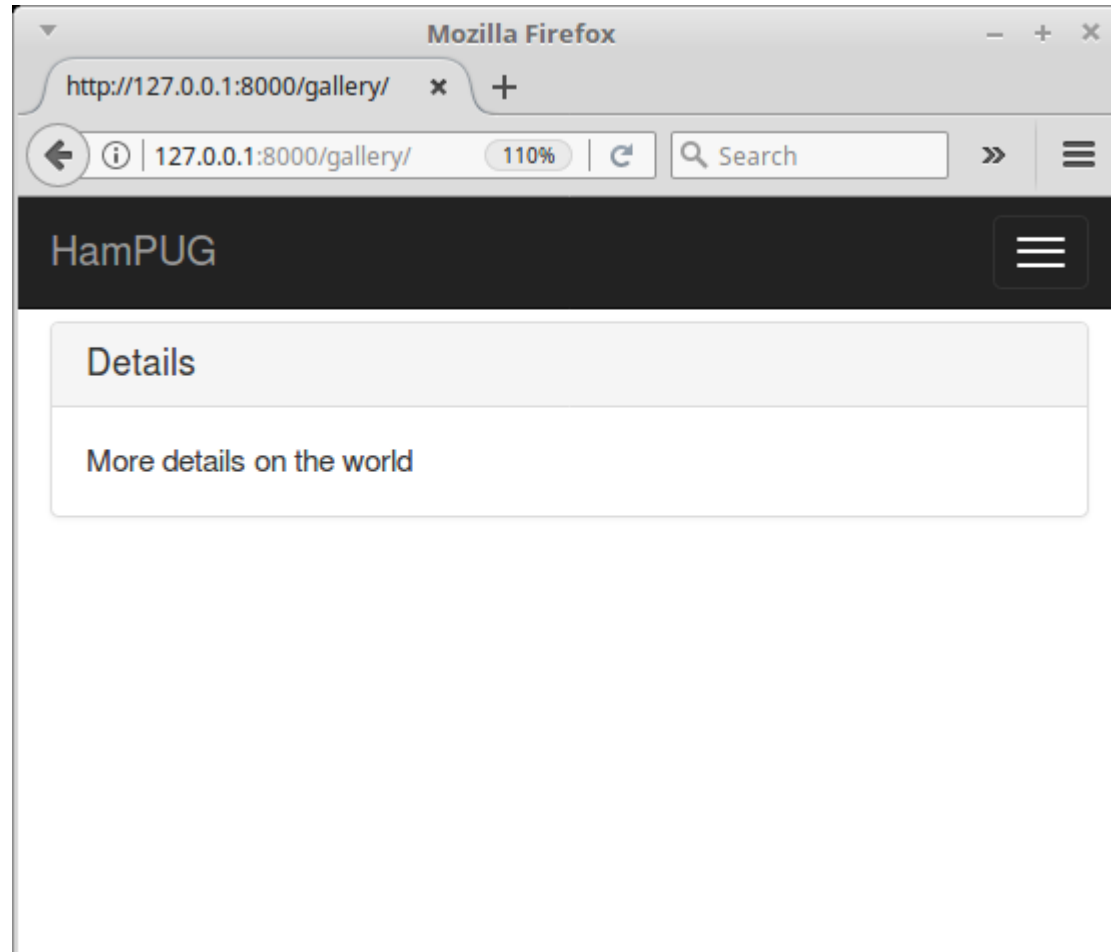 Mozilla Firefox
http://127.0.0.1:8000/gallery/
127.0.0.1:8000/gallery/ 110% Search
HamPUG
Details
More details on the world